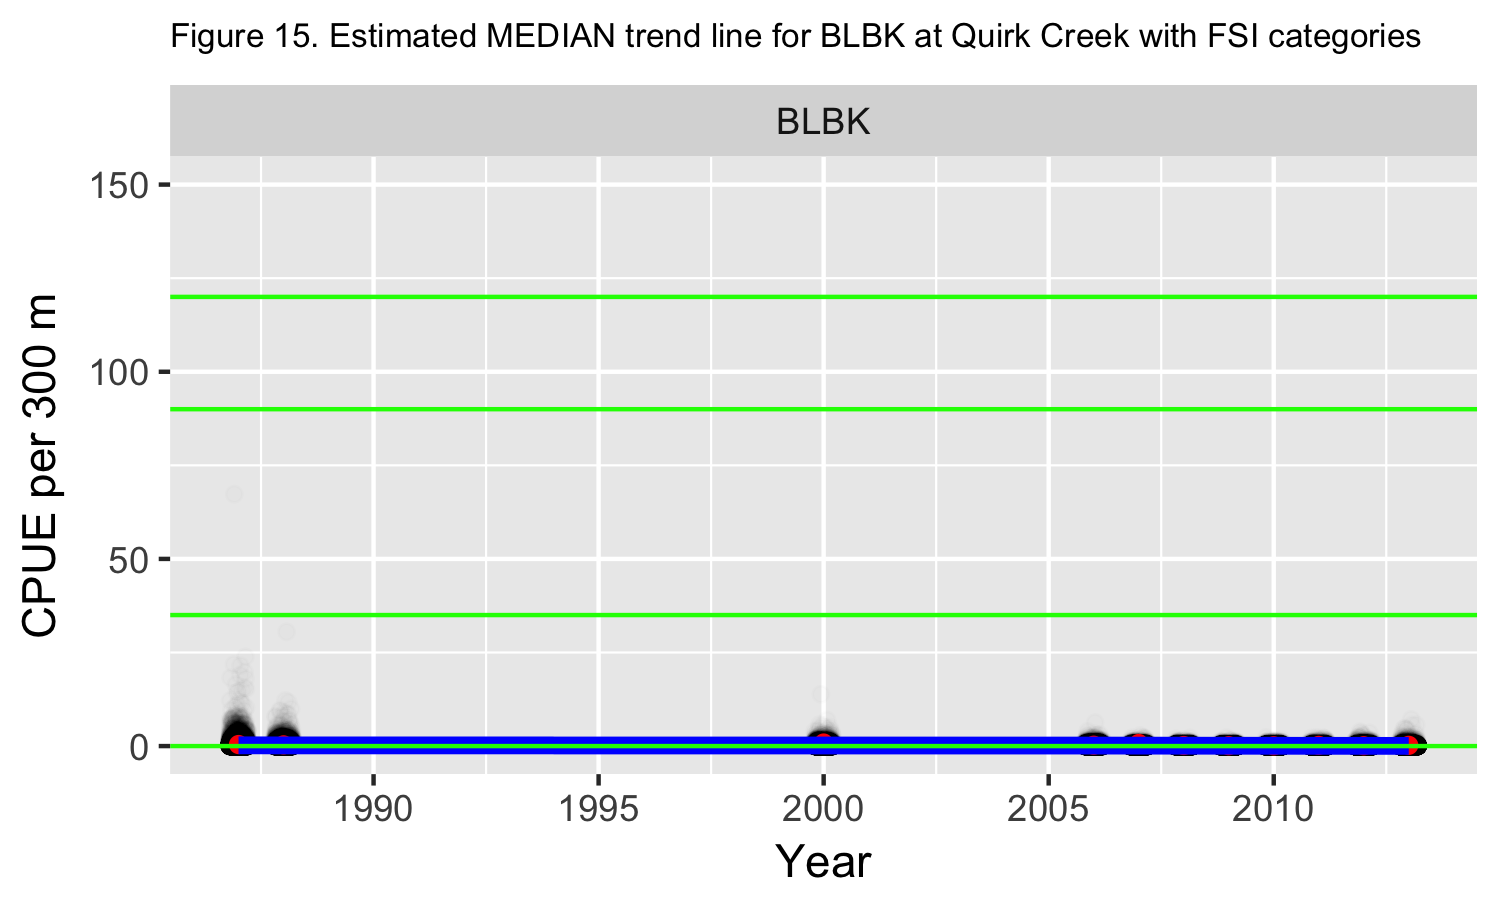 Figure 15. Estimated MEDIAN trend line for BLBK at Quirk Creek with FSI categories
BLBK
150
100
50
0
CPUE per 300 m
1990 1995 2000 2005 2010
Year